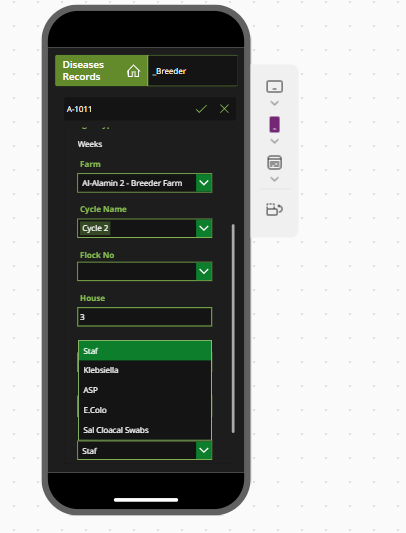 Diseases
Records
_Breeder
A-1011
Weeks
Farm
Al-Alamin 2 - Breeder Farm
Cycle Name
Cycle 2
Flock No
House
3
Staf
Klebsiella
ASP
E.Colo
Sal Cloacal Swabs
Staf